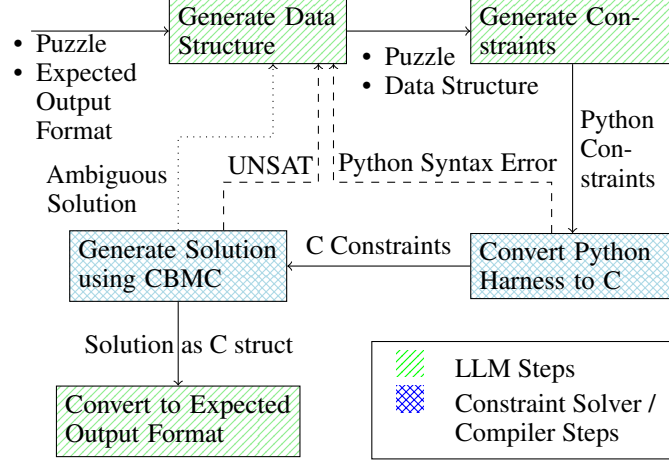 Generate Data
Structure
Generate Con-
straints
• Puzzle
• Expected
Output
Format
• Puzzle
• Data Structure
Python
Con-
straints
Ambiguous
Solution
UNSAT
Python Syntax Error
Generate Solution
using CBMC
C Constraints
Convert Python
Harness to C
Solution as C struct
Convert to Expected
Output Format
LLM Steps
Constraint Solver /
Compiler Steps